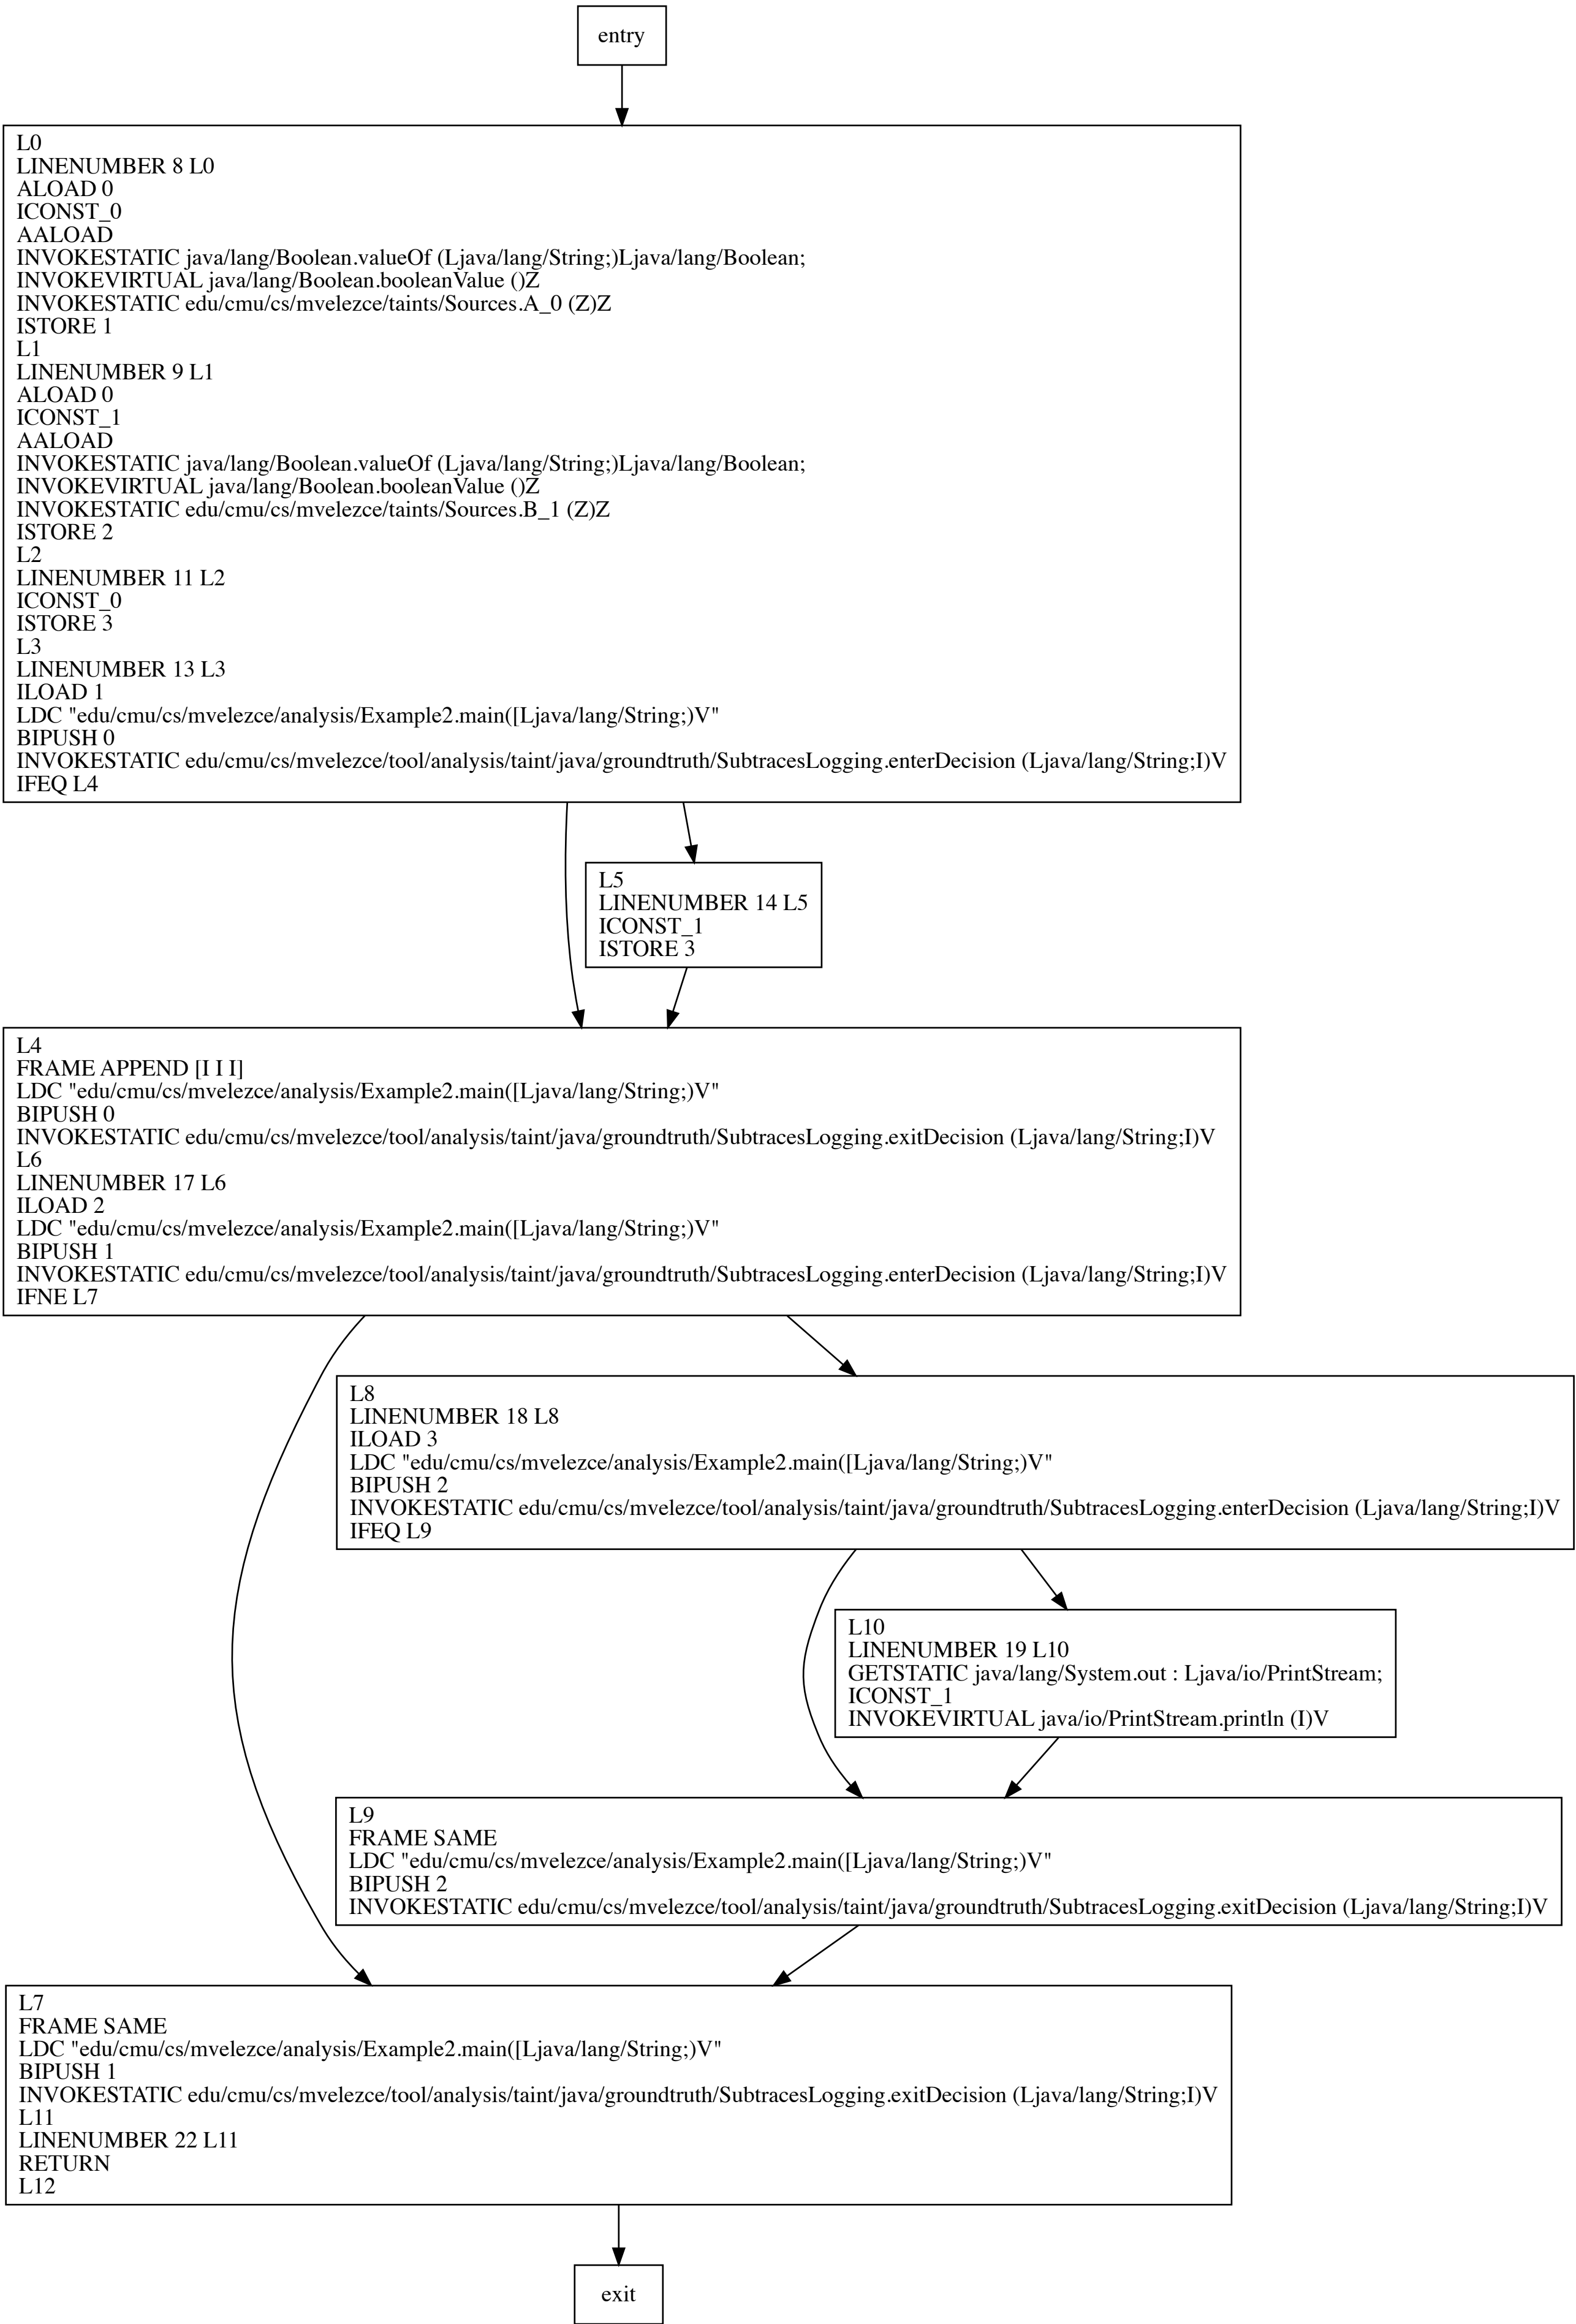 entry
L0
LINENUMBER 8 L0
ALOAD 0
ICONST_0
AALOAD
INVOKESTATIC java/lang/Boolean.valueOf (Ljava/lang/String;)Ljava/lang/Boolean;
INVOKEVIRTUAL java/lang/Boolean.booleanValue ()Z
INVOKESTATIC edu/cmu/cs/mvelezce/taints/Sources.A_0 (Z)Z
ISTORE 1
L1
LINENUMBER 9 L1
ALOAD 0
ICONST_1
AALOAD
INVOKESTATIC java/lang/Boolean.valueOf (Ljava/lang/String;)Ljava/lang/Boolean;
INVOKEVIRTUAL java/lang/Boolean.booleanValue ()Z
INVOKESTATIC edu/cmu/cs/mvelezce/taints/Sources.B_1 (Z)Z
ISTORE 2
L2
LINENUMBER 11 L2
ICONST_0
ISTORE 3
L3
LINENUMBER 13 L3
ILOAD 1
LDC "edu/cmu/cs/mvelezce/analysis/Example2.main([Ljava/lang/String;)V"
BIPUSH 0
INVOKESTATIC edu/cmu/cs/mvelezce/tool/analysis/taint/java/groundtruth/SubtracesLogging.enterDecision (Ljava/lang/String;I)V
IFEQ L4
L5
LINENUMBER 14 L5
ICONST_1
ISTORE 3
L4
FRAME APPEND [I I I]
LDC "edu/cmu/cs/mvelezce/analysis/Example2.main([Ljava/lang/String;)V"
BIPUSH 0
INVOKESTATIC edu/cmu/cs/mvelezce/tool/analysis/taint/java/groundtruth/SubtracesLogging.exitDecision (Ljava/lang/String;I)V
L6
LINENUMBER 17 L6
ILOAD 2
LDC "edu/cmu/cs/mvelezce/analysis/Example2.main([Ljava/lang/String;)V"
BIPUSH 1
INVOKESTATIC edu/cmu/cs/mvelezce/tool/analysis/taint/java/groundtruth/SubtracesLogging.enterDecision (Ljava/lang/String;I)V
IFNE L7
L8
LINENUMBER 18 L8
ILOAD 3
LDC "edu/cmu/cs/mvelezce/analysis/Example2.main([Ljava/lang/String;)V"
BIPUSH 2
INVOKESTATIC edu/cmu/cs/mvelezce/tool/analysis/taint/java/groundtruth/SubtracesLogging.enterDecision (Ljava/lang/String;I)V
IFEQ L9
L10
LINENUMBER 19 L10
GETSTATIC java/lang/System.out : Ljava/io/PrintStream;
ICONST_1
INVOKEVIRTUAL java/io/PrintStream.println (I)V
L9
FRAME SAME
LDC "edu/cmu/cs/mvelezce/analysis/Example2.main([Ljava/lang/String;)V"
BIPUSH 2
INVOKESTATIC edu/cmu/cs/mvelezce/tool/analysis/taint/java/groundtruth/SubtracesLogging.exitDecision (Ljava/lang/String;I)V
L7
FRAME SAME
LDC "edu/cmu/cs/mvelezce/analysis/Example2.main([Ljava/lang/String;)V"
BIPUSH 1
INVOKESTATIC edu/cmu/cs/mvelezce/tool/analysis/taint/java/groundtruth/SubtracesLogging.exitDecision (Ljava/lang/String;I)V
L11
LINENUMBER 22 L11
RETURN
L12
exit